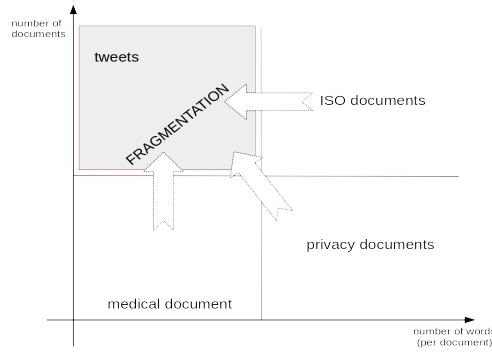 number of
documents
tweets
FRAGMENTATION
ISO documents
privacy documents
medical document
number of words
(per document)